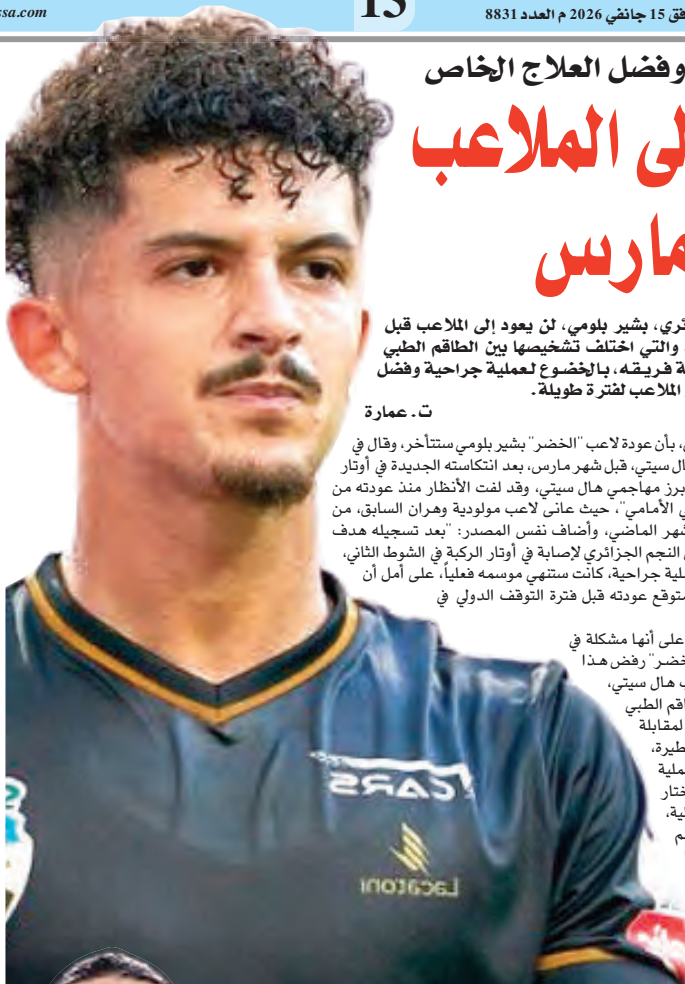 ssa.com
13
فق 15 جانفي 2026 م العدد 8831
وفضل العلاج الخاص
لى الملاعب
مارس
ئري، بشير بلومي، لن يعود إلى الملاعب قبل
، والتي اختلف تشخيصها بين الطاقم الطبي
ة فريقه، بالخضوع لعملية جراحية وفضل
الملاعب لفترة طويلة.
ت. عمارة
، بأن عودة لاعب "الخضر" بشير بلومي ستتأخر، وقال في
ال سيتي، قبل شهر مارس، بعد انتكاسته الجديدة في أوتار
برز مهاجمي هال سيتي، وقد لفت الأنظار منذ عودته من
ي الأمامي"، حيث عانى لاعب مولودية وهران السابق، من
شهر الماضي، وأضاف نفس المصدر: "بعد تسجيله هدف
النجم الجزائري لإصابة في أوتار الركبة في الشوط الثاني،
لية جراحية، كانت ستنهي موسمه فعلياً، على أمل أن
متوقع عودته قبل فترة التوقف الدولي في
على أنها مشكلة في
خضر" رفض هذا
ب هال سيتي،
اقم الطبي
لمقابلة
طيرة،
ملية
ختار
لية،
م
CARS
Lacatoni